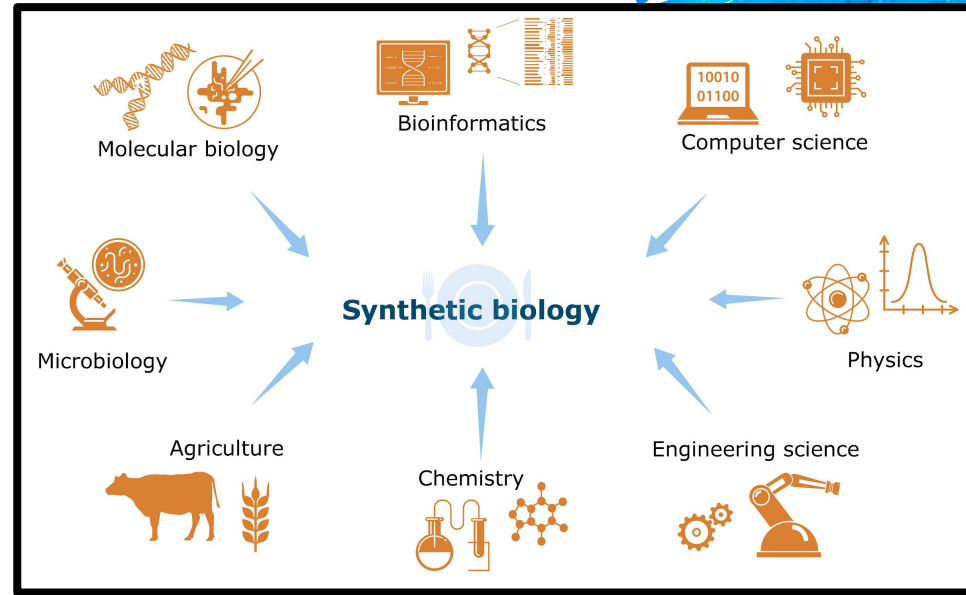 Bioinformatics
10010
01100
Computer science
Molecular biology
Synthetic biology
Microbiology
Physics
Agriculture
Chemistry
Engineering science